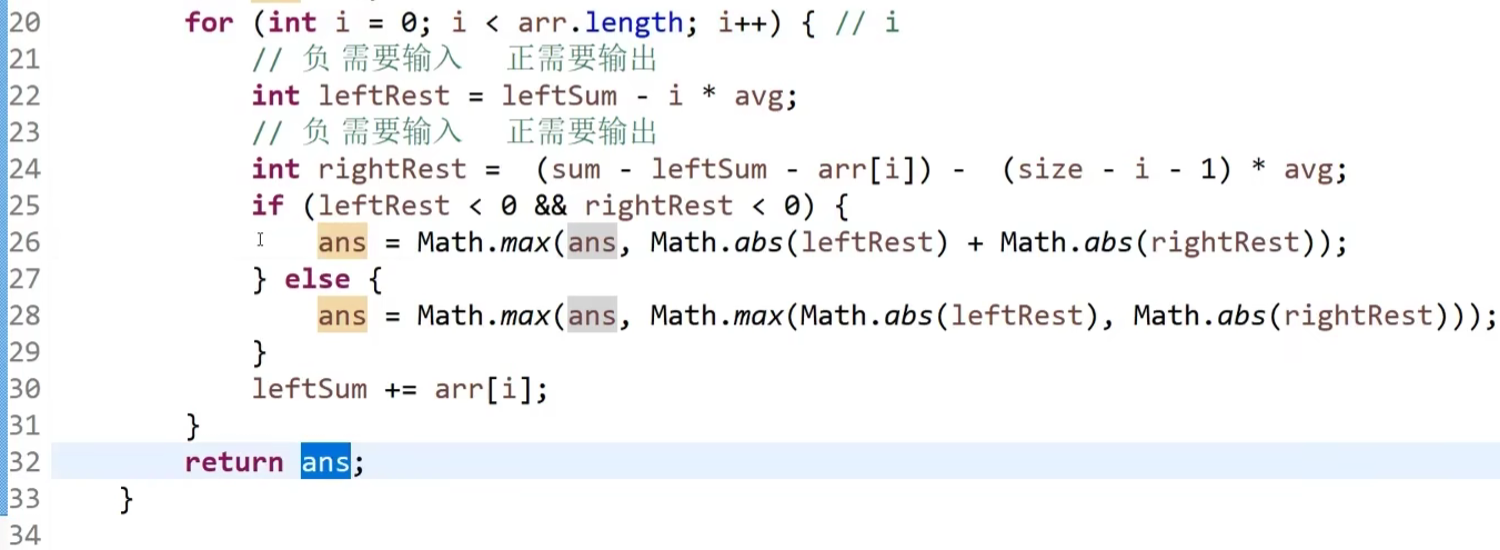 20 for (int i = 0; i < arr.length; i++) { // i
21 // 负 需要输入 正需要输出
22 int leftRest = leftSum - i * avg;
23 // 负 需要输入 正需要输出
24 int rightRest = (sum - leftSum - arr[i]) - (size - i - 1) * avg;
25 if (leftRest < 0 && rightRest < 0) {
26 ans = Math.max(ans, Math.abs(leftRest) + Math.abs(rightRest));
27 } else {
28 ans = Math.max(ans, Math.max(Math.abs(leftRest), Math.abs(rightRest)));
29 }
30 leftSum += arr[i];
31 }
32 return ans;
33 }
34